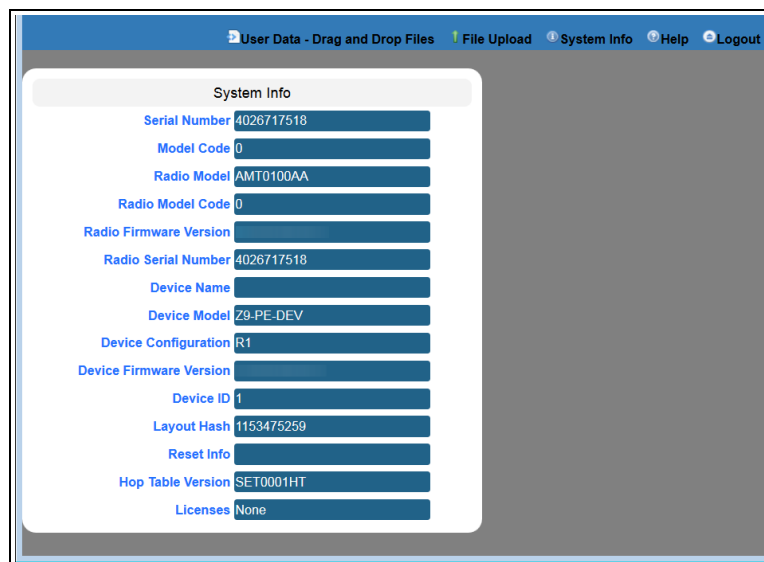 User Data - Drag and Drop Files File Upload System Info Help Logout
System Info
Serial Number 4026717518
Model Code 0
Radio Model AMT0100AA
Radio Model Code 0
Radio Firmware Version
Radio Serial Number 4026717518
Device Name
Device Model Z9-PE-DEV
Device Configuration R1
Device Firmware Version
Device ID 1
Layout Hash 1153475259
Reset Info
Hop Table Version SET0001HT
Licenses None